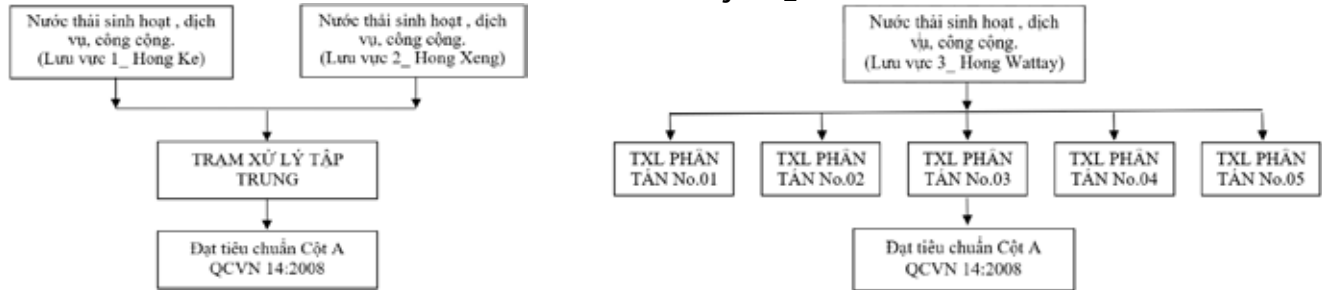 Nước thải sinh hoạt , dịch
vụ, công cộng.
(Lưu vực 1_ Hong Ke)
Nước thải sinh hoạt , dịch
vụ, công cộng.
(Lưu vực 2_ Hong Xeng)
TRẠM XỬ LÝ TẬP
TRUNG
Đạt tiêu chuẩn Cột A
QCVN 14:2008
Nước thải sinh hoạt , dịch
vụ, công cộng.
(Lưu vực 3_ Hong Wattay)
TXL PHÂN
TÁN No.01
TXL PHÂN
TÁN No.02
TXL PHÂN
TÁN No.03
TXL PHÂN
TÁN No.04
TXL PHÂN
TÁN No.05
Đạt tiêu chuẩn Cột A
QCVN 14:2008